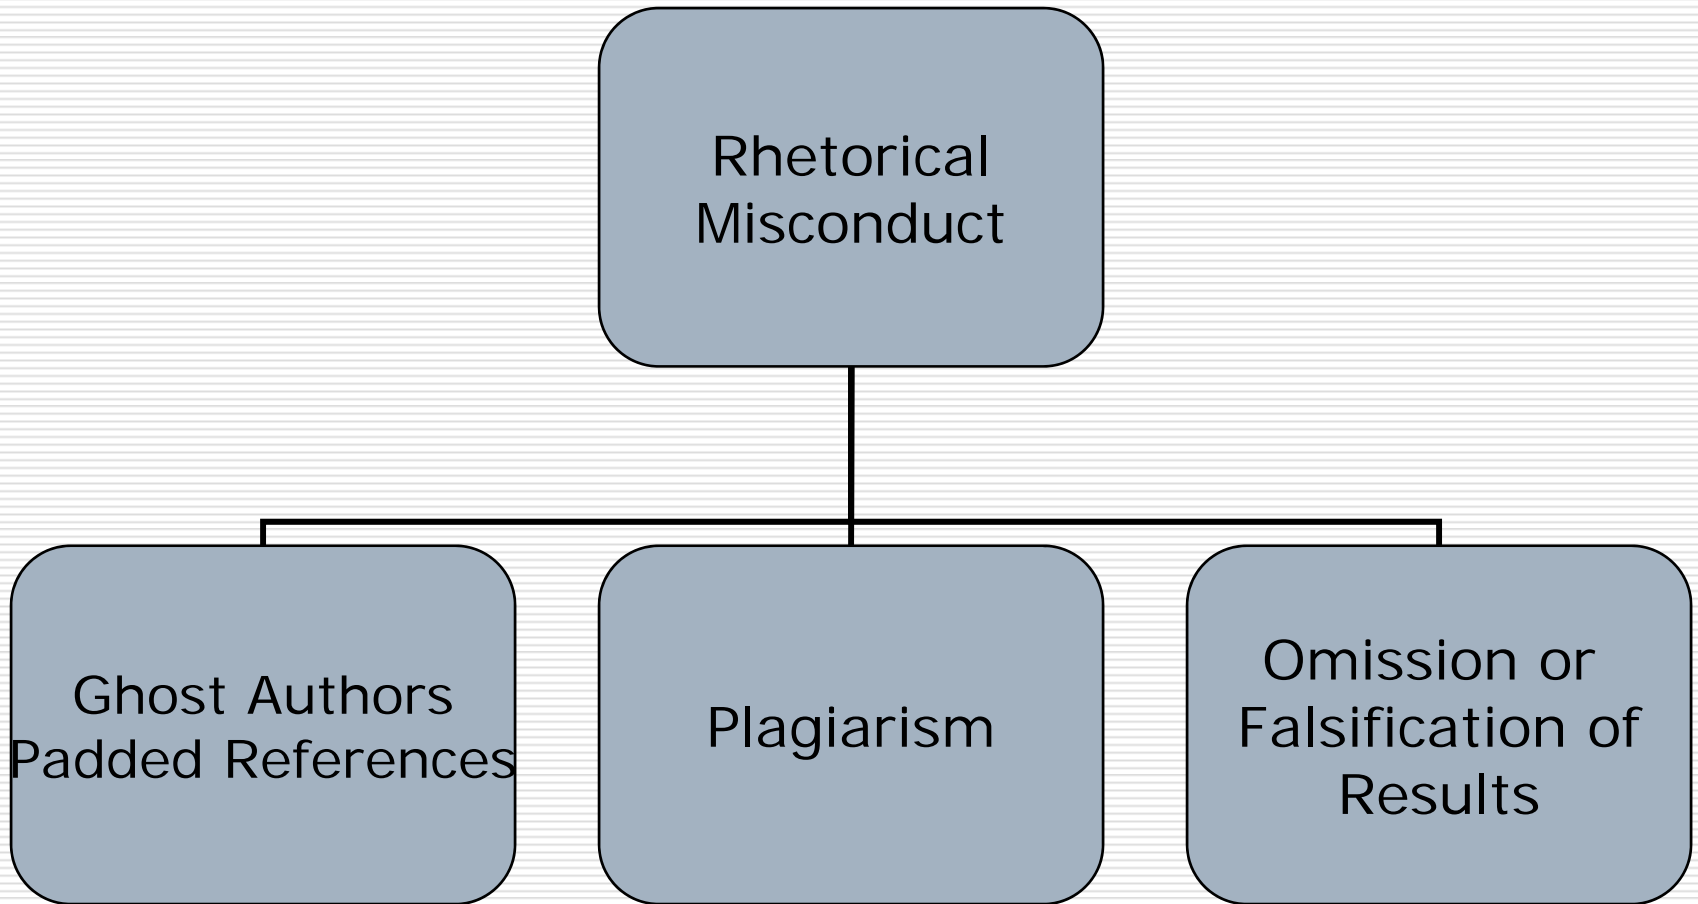 Rhetorical
Misconduct
Ghost Authors
Padded References
Plagiarism
Omission or
Falsification of
Results